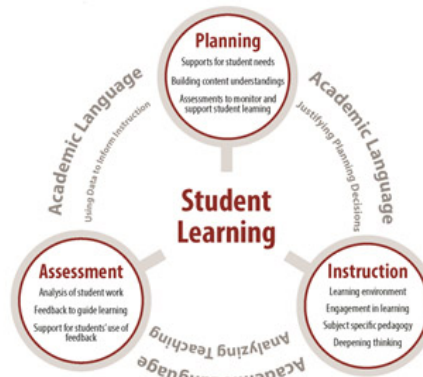 Planning
Supports for student needs
Building content understandings
Assessments to monitor and
support student learning
Academic Language
Using Data to Inform Instruction
Academic Language
Justifying Planning Decisions
Student
Learning
Assessment
Analysis of student work
Feedback to guide learning
Support for students' use of
feedback
Instruction
Learning environment
Engagement in learning
Subject specific pedagogy
Deepening thinking
Analyzing Teaching
Academic Language